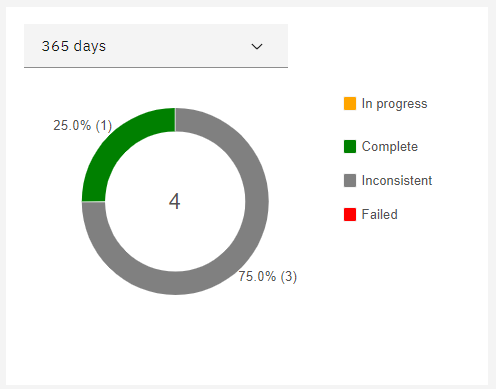 365 days
25.0% (1)
4
75.0% (3)
In progress
Complete
Inconsistent
Failed